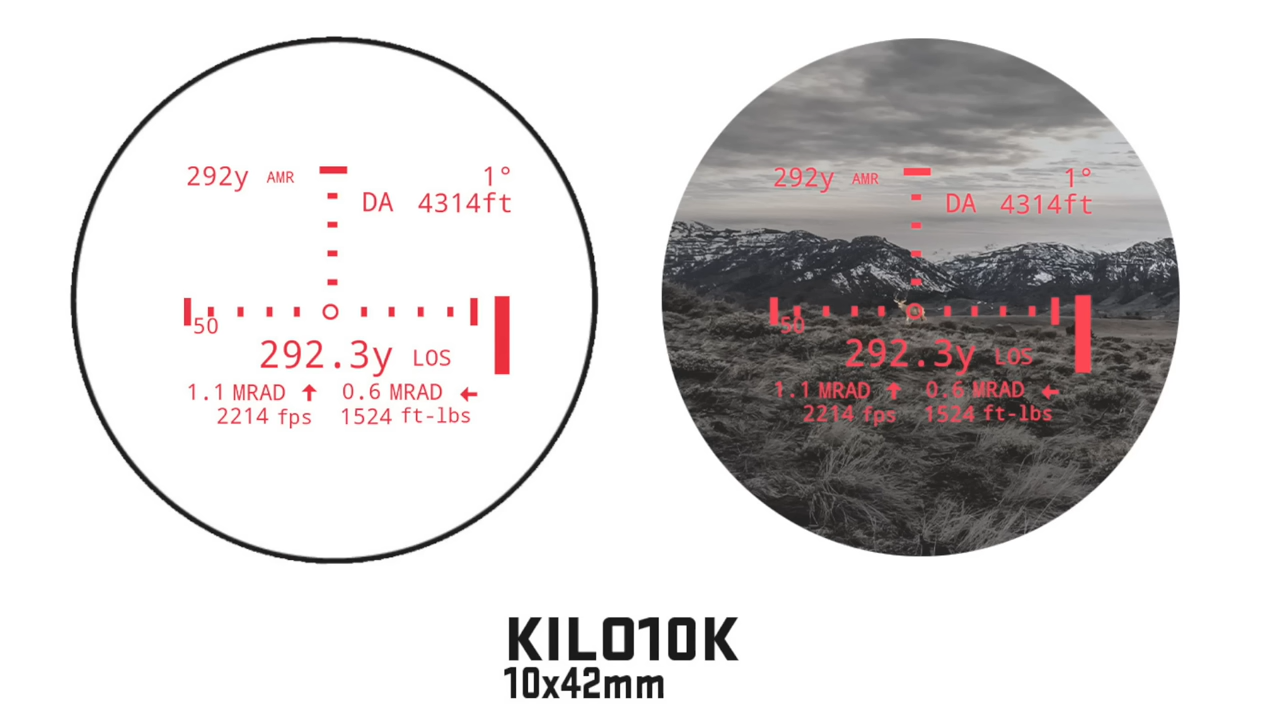 292y AMR 1°
DA 4314ft
50
292.3y LOS
1.1 MRAD ↑ 0.6 MRAD ←
2214 fps 1524 ft-lbs
292y AMR 1°
DA 4314ft
50
292.3y LOS
1.1 MRAD ↑ 0.6 MRAD ←
2214 fps 1524 ft-lbs
KILO10K
10x42mm